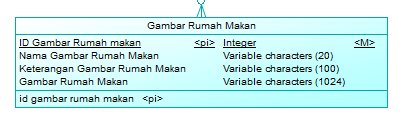 Gambar Rumah Makan
ID Gambar Rumah makan <pi> Integer <M>
Nama Gambar Rumah Makan Variable characters (20)
Keterangan Gambar Rumah Makan Variable characters (100)
Gambar Rumah Makan Variable characters (1024)
id gambar rumah makan <pi>